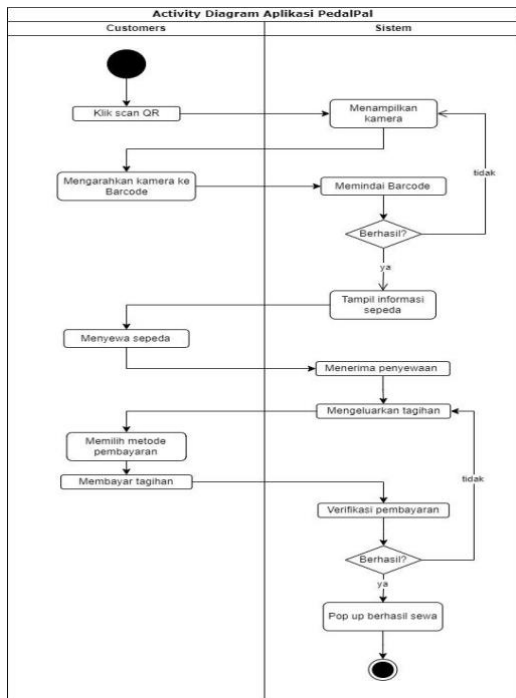 Activity Diagram Aplikasi PedalPal
Customers
Sistem
Klik scan QR
Menampilkan
kamera
tidak
Mengarahkan kamera ke
Barcode
Memindai Barcode
Berhasil?
ya
Tampil informasi
sepeda
Menyewa sepeda
Menerima penyewaan
Mengeluarkan tagihan
Memilih metode
pembayaran
Membayar tagihan
tidak
Verifikasi pembayaran
Berhasil?
ya
Pop up berhasil sewa